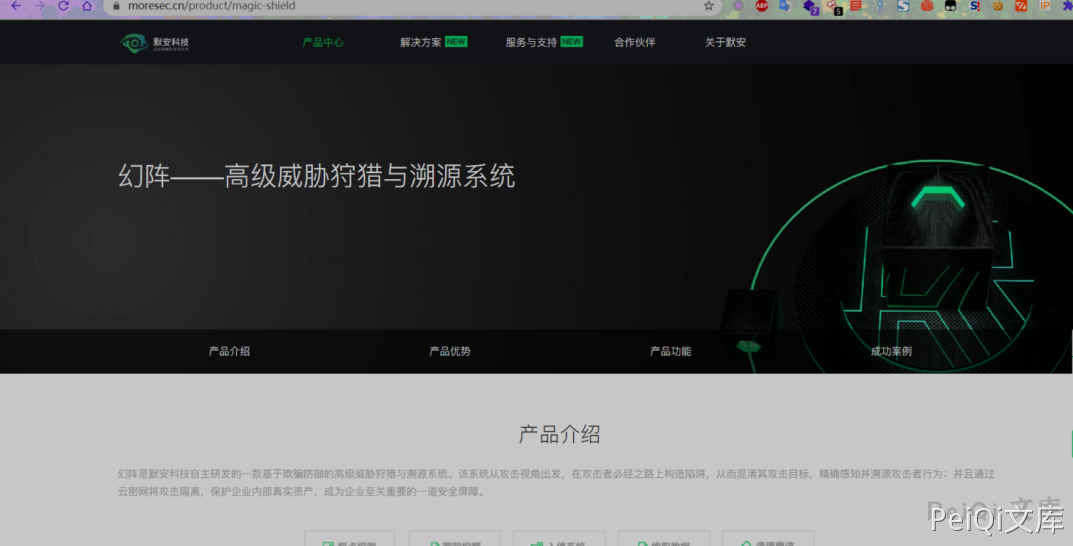 moresec.cn/product/magic-shield
ABP
7
5
S
S!
IP
默安科技
产品中心
解决方案 NEW
服务与支持 NEW
合作伙伴
关于默安
幻阵——高级威胁狩猎与溯源系统
产品介绍
产品优势
产品功能
成功案例
产品介绍
幻阵是默安科技自主研发的一款基于欺骗防御的高级威胁狩猎与溯源系统。该系统从攻击视角出发，在攻击者必经之路上构造陷阱，从而混淆其攻击目标，精确感知并溯源攻击者行为；并且通过
云密网将攻击隔离，保护企业内部真实资产，成为企业至关重要的一道安全屏障。
PeiQi 文库
PeiQi文库